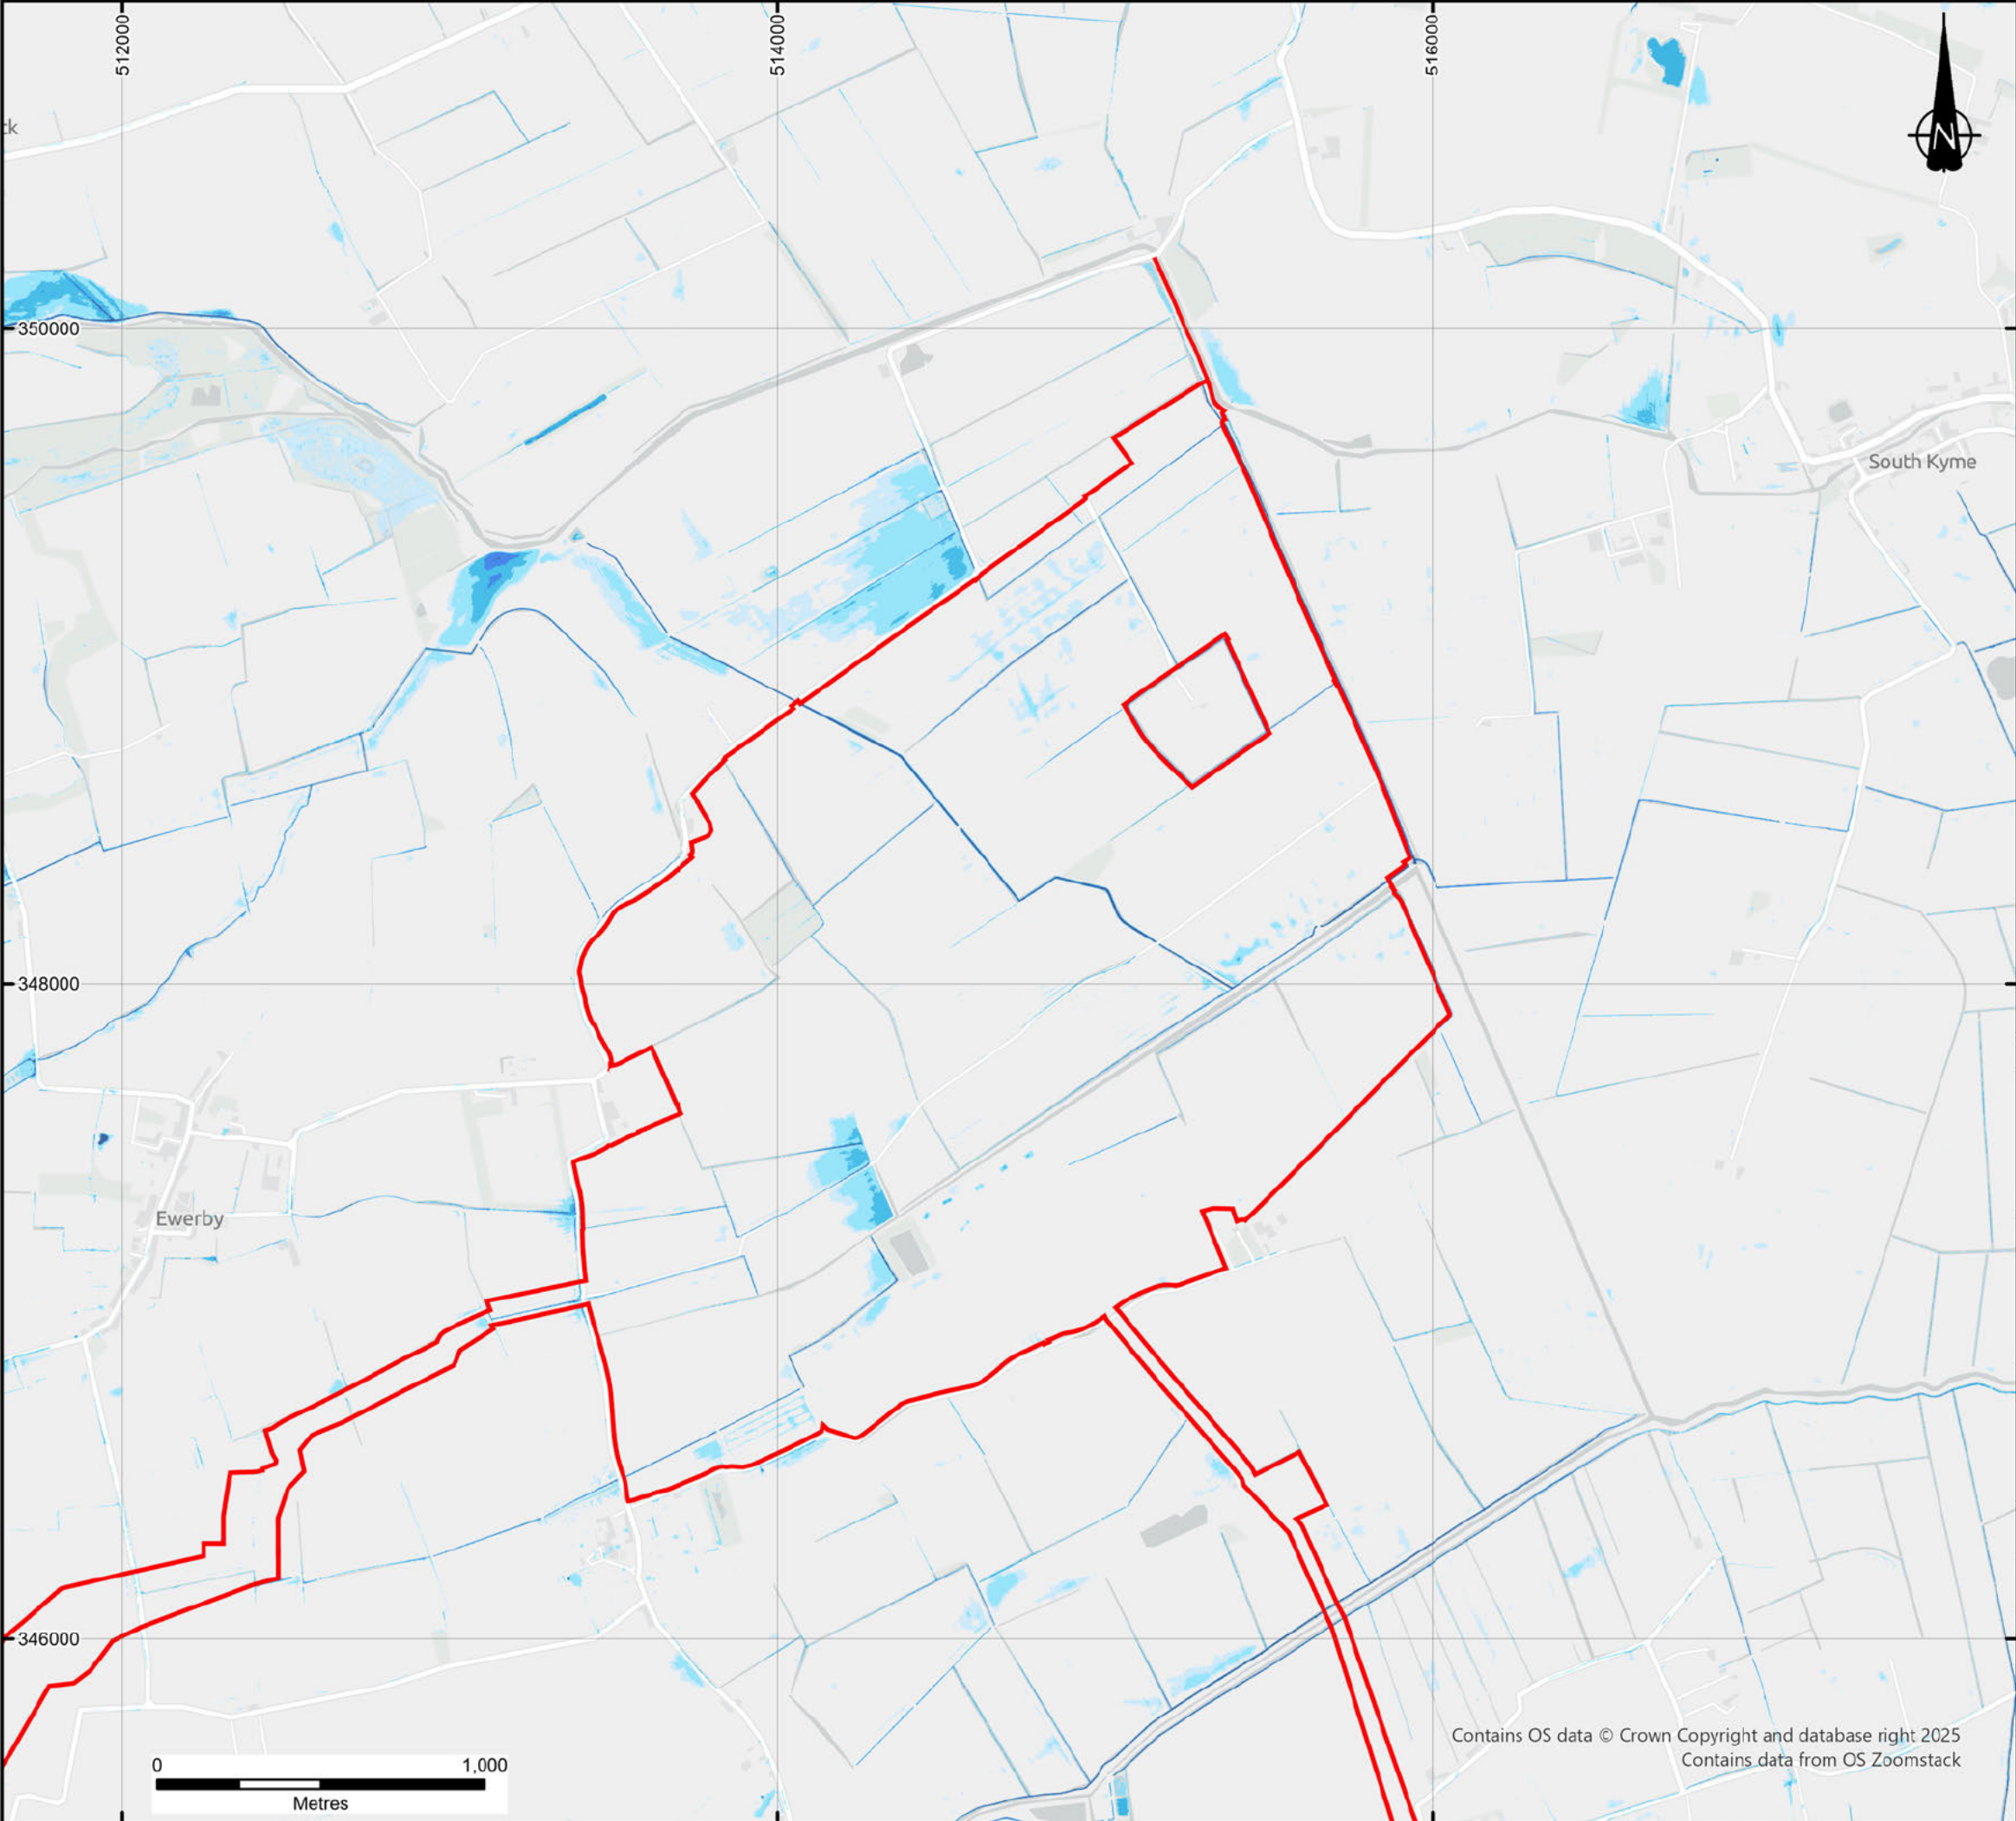 512000
514000
516000
N
ck
350000
South Kyme
348000
Ewerby
346000
0 1,000
Metres
Contains OS data © Crown Copyright and database right 2025
Contains data from OS Zoomstack